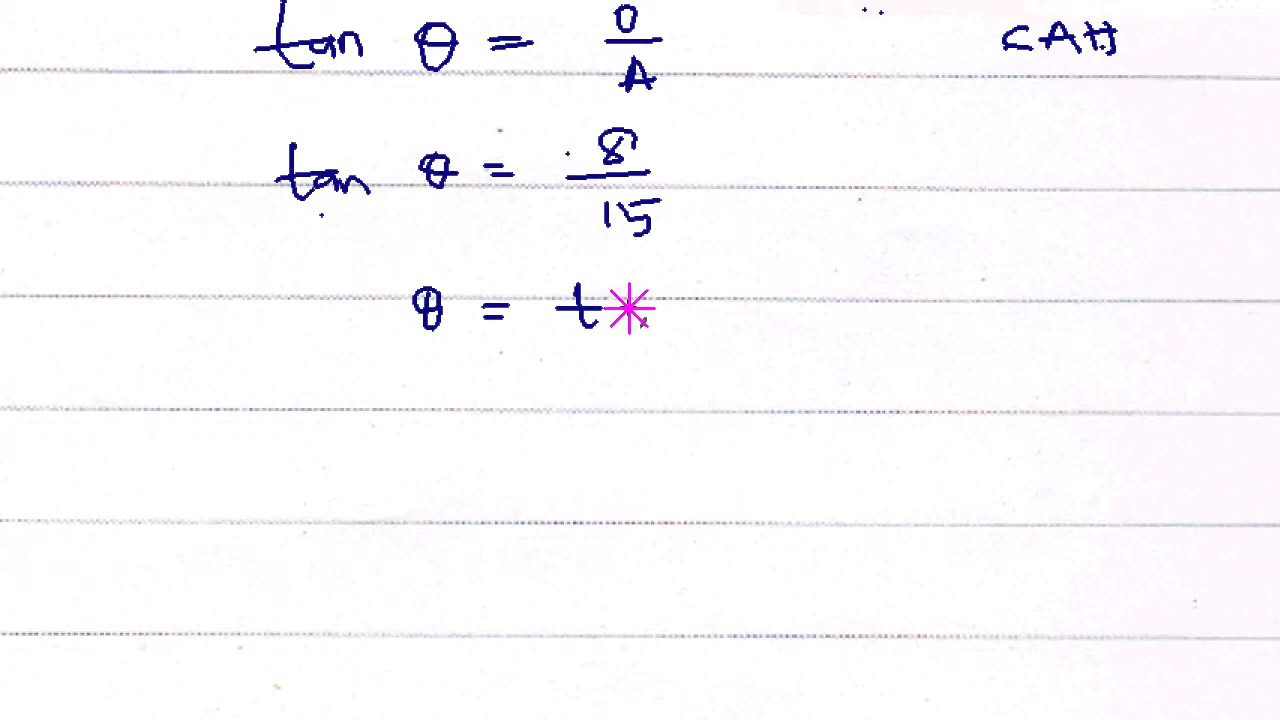 tan θ = O/A CAH
tan θ = 8/15
θ = t